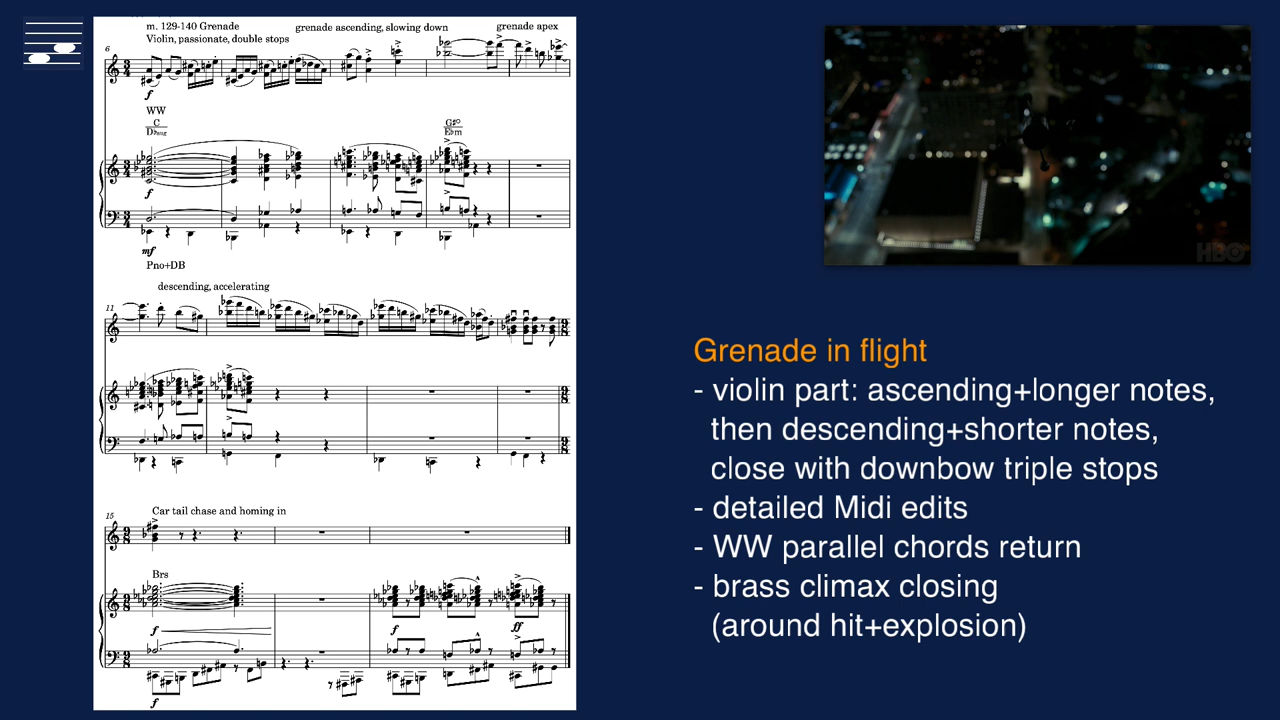 m. 129-140 Grenade
grenade ascending, slowing down
grenade apex
Violin, passionate, double stops
6
f
WW
C
D♭aug
G#o
E♭m
f
mf
Pno+DB
descending, accelerating
11
15
Car tail chase and homing in
Brs
f
f
ff
f
HBO
Grenade in flight
- violin part: ascending+longer notes,
then descending+shorter notes,
close with downbow triple stops
- detailed Midi edits
- WW parallel chords return
- brass climax closing
(around hit+explosion)